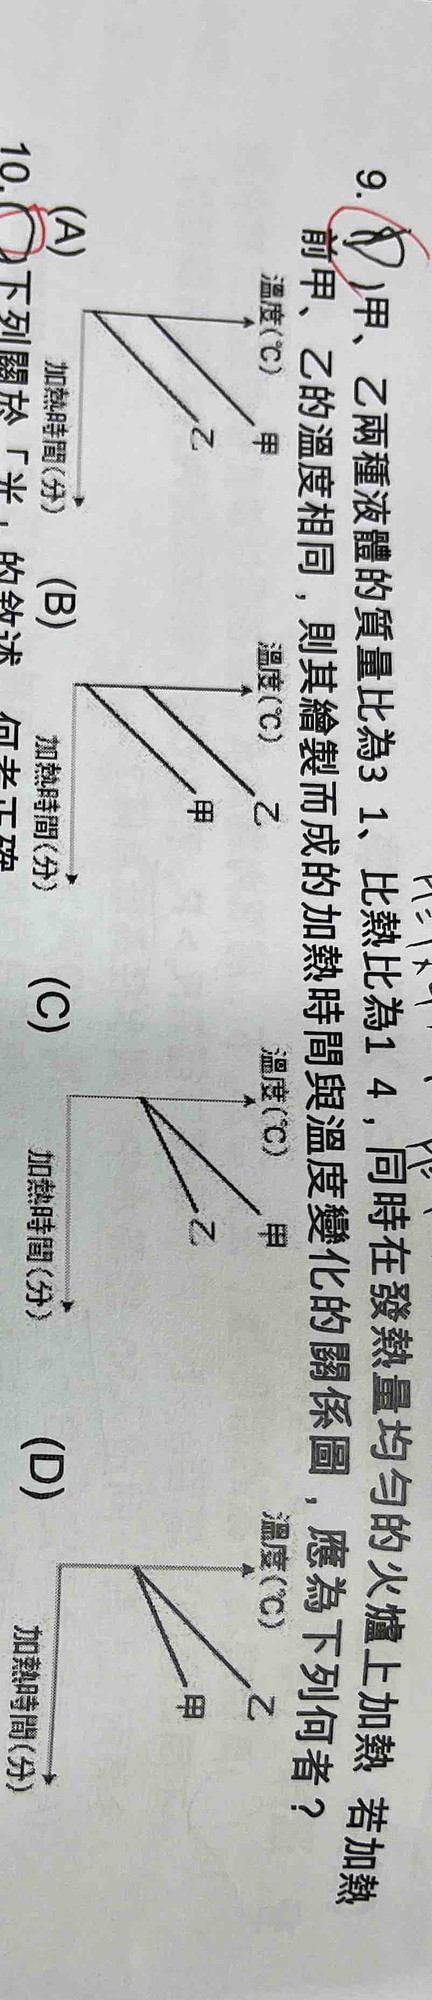 9. ( D )甲、乙兩種液體的質量比為3 1、比熱比為1 4，同時在發熱量均勻的火爐上加熱 若加熱
前甲、乙的溫度相同，則其繪製而成的加熱時間與溫度變化的關係圖，應為下列何者？
溫度(℃) 溫度(℃) 溫度(℃) 溫度(℃)
甲 乙 甲 乙
乙 甲 乙 甲
(A) 加熱時間(分) (B) 加熱時間(分) (C) 加熱時間(分) (D) 加熱時間(分)
10. 下列關於「光」的敘述 何者正確